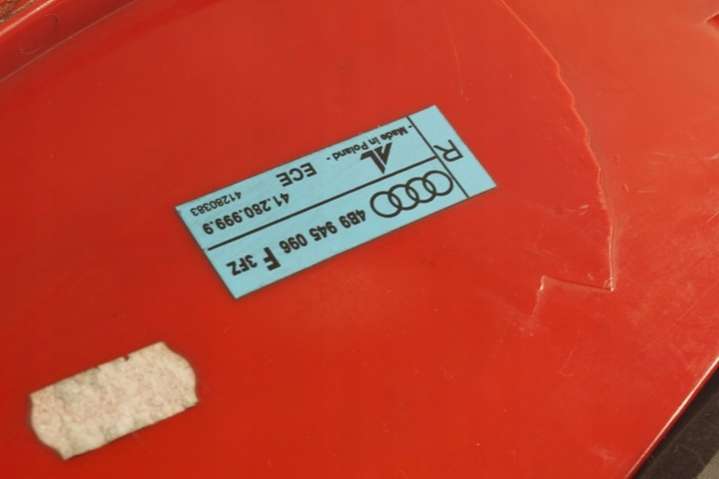 4B9 945 096 F 3FZ
41.280.999.9 ECE AL R
41280383 - Made in Poland -